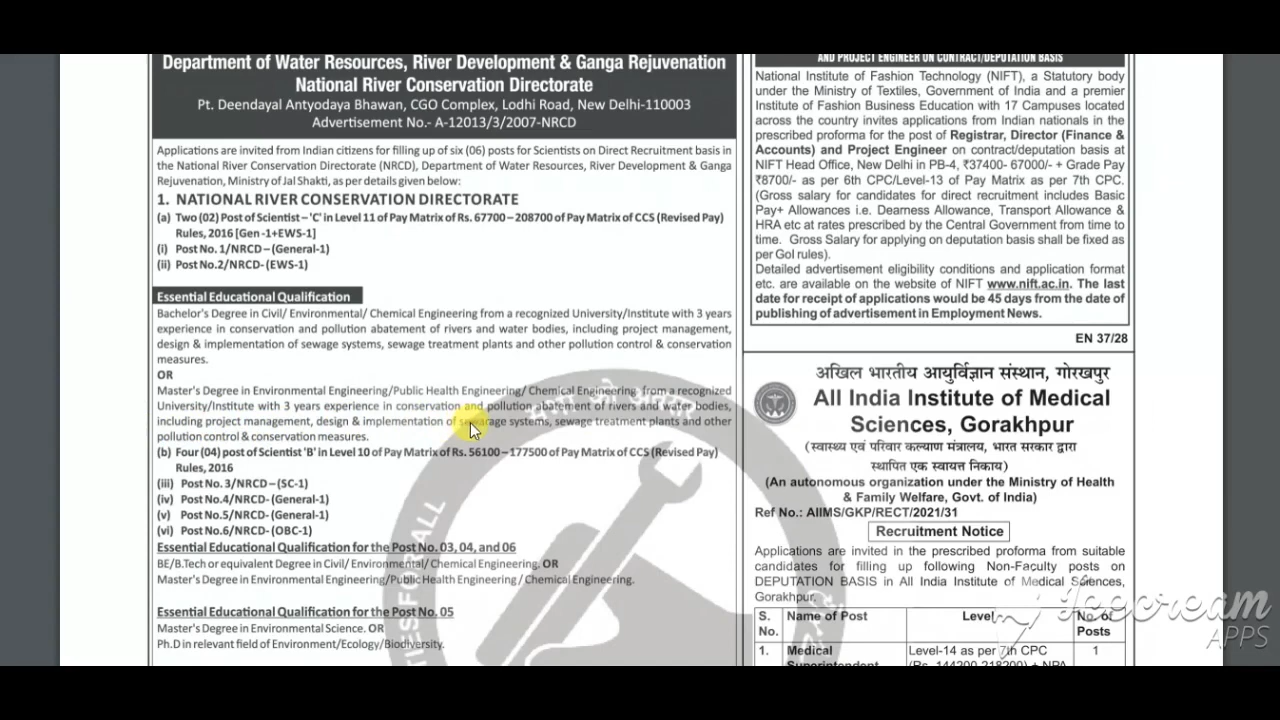 Department of Water Resources, River Development & Ganga Rejuvenation
National River Conservation Directorate
Pt. Deendayal Antyodaya Bhawan, CGO Complex, Lodhi Road, New Delhi-110003
Advertisement No.- A-12013/3/2007-NRCD
Applications are invited from Indian citizens for filling up of six (06) posts for Scientists on Direct Recruitment basis in
the National River Conservation Directorate (NRCD), Department of Water Resources, River Development & Ganga
Rejuvenation, Ministry of Jal Shakti, as per details given below:
1. NATIONAL RIVER CONSERVATION DIRECTORATE
(a) Two (02) Post of Scientist – 'C' in Level 11 of Pay Matrix of Rs. 67700 – 208700 of Pay Matrix of CCS (Revised Pay)
Rules, 2016 [Gen -1+EWS-1]
(i) Post No. 1/NRCD – (General-1)
(ii) Post No.2/NRCD- (EWS-1)
Essential Educational Qualification
Bachelor's Degree in Civil/ Environmental/ Chemical Engineering from a recognized University/Institute with 3 years
experience in conservation and pollution abatement of rivers and water bodies, including project management,
design & implementation of sewage systems, sewage treatment plants and other pollution control & conservation
measures.
OR
Master's Degree in Environmental Engineering/Public Health Engineering/ Chemical Engineering from a recognized
University/Institute with 3 years experience in conservation and pollution abatement of rivers and water bodies,
including project management, design & implementation of sewarage systems, sewage treatment plants and other
pollution control & conservation measures.
(b) Four (04) post of Scientist 'B' in Level 10 of Pay Matrix of Rs. 56100 – 177500 of Pay Matrix of CCS (Revised Pay)
Rules, 2016
(iii) Post No. 3/NRCD – (SC-1)
(iv) Post No.4/NRCD- (General-1)
(v) Post No.5/NRCD- (General-1)
(vi) Post No.6/NRCD- (OBC-1)
Essential Educational Qualification for the Post No. 03, 04, and 06
BE/B.Tech or equivalent Degree in Civil/ Environmental/ Chemical Engineering. OR
Master's Degree in Environmental Engineering/Public Health Engineering / Chemical Engineering.
Essential Educational Qualification for the Post No. 05
Master's Degree in Environmental Science. OR
Ph.D in relevant field of Environment/Ecology/Biodiversity.
AND PROJECT ENGINEER ON CONTRACT/DEPUTATION BASIS
National Institute of Fashion Technology (NIFT), a Statutory body
under the Ministry of Textiles, Government of India and a premier
Institute of Fashion Business Education with 17 Campuses located
across the country invites applications from Indian nationals in the
prescribed proforma for the post of Registrar, Director (Finance &
Accounts) and Project Engineer on contract/deputation basis at
NIFT Head Office, New Delhi in PB-4, ₹37400- 67000/- + Grade Pay
₹8700/- as per 6th CPC/Level-13 of Pay Matrix as per 7th CPC.
(Gross salary for candidates for direct recruitment includes Basic
Pay+ Allowances i.e. Dearness Allowance, Transport Allowance &
HRA etc at rates prescribed by the Central Government from time to
time. Gross Salary for applying on deputation basis shall be fixed as
per GoI rules).
Detailed advertisement eligibility conditions and application format
etc. are available on the website of NIFT www.nift.ac.in. The last
date for receipt of applications would be 45 days from the date of
publishing of advertisement in Employment News.
EN 37/28
अखिल भारतीय आयुर्विज्ञान संस्थान, गोरखपुर
All India Institute of Medical
Sciences, Gorakhpur
(स्वास्थ्य एवं परिवार कल्याण मंत्रालय, भारत सरकार द्वारा
स्थापित एक स्वायत्त निकाय)
(An autonomous organization under the Ministry of Health
& Family Welfare, Govt. of India)
Ref No.: AIIMS/GKP/RECT/2021/31
Recruitment Notice
Applications are invited in the prescribed proforma from suitable
candidates for filling up following Non-Faculty posts on
DEPUTATION BASIS in All India Institute of Medical Sciences,
Gorakhpur.
S. No. Name of Post Level No. of Posts
1. Medical Superintendent Level-14 as per 7th CPC (Rs. 144200-218200) + NPA 1
Icecream
APPS